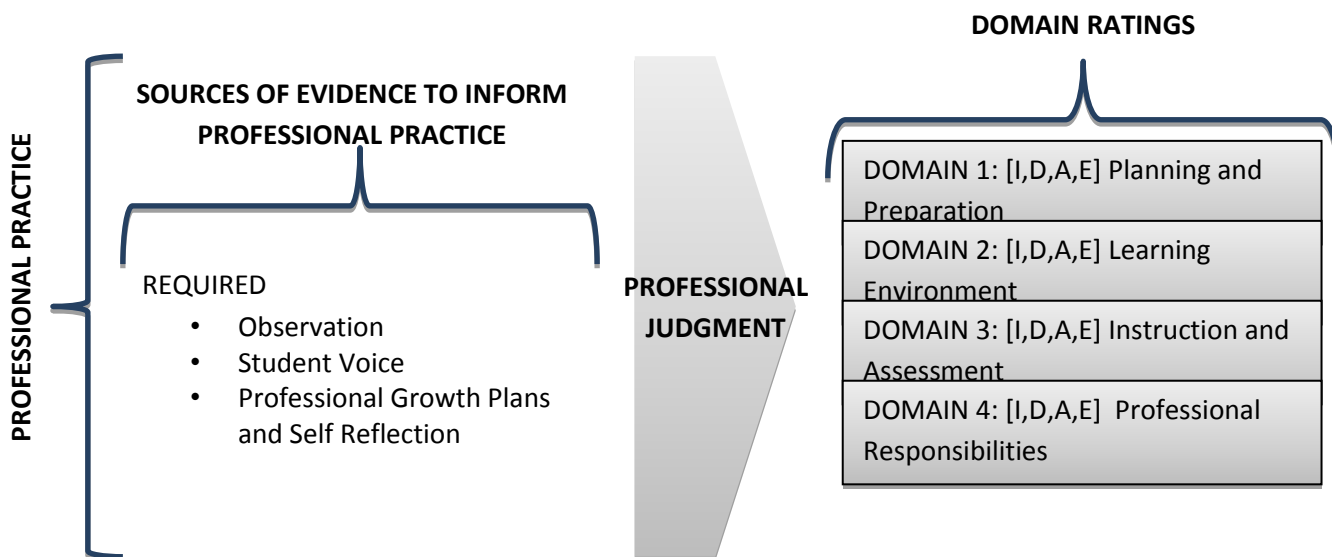 PROFESSIONAL PRACTICE
SOURCES OF EVIDENCE TO INFORM
PROFESSIONAL PRACTICE
REQUIRED
• Observation
• Student Voice
• Professional Growth Plans
and Self Reflection
PROFESSIONAL
JUDGMENT
DOMAIN RATINGS
DOMAIN 1: [I,D,A,E] Planning and
Preparation
DOMAIN 2: [I,D,A,E] Learning
Environment
DOMAIN 3: [I,D,A,E] Instruction and
Assessment
DOMAIN 4: [I,D,A,E]  Professional
Responsibilities